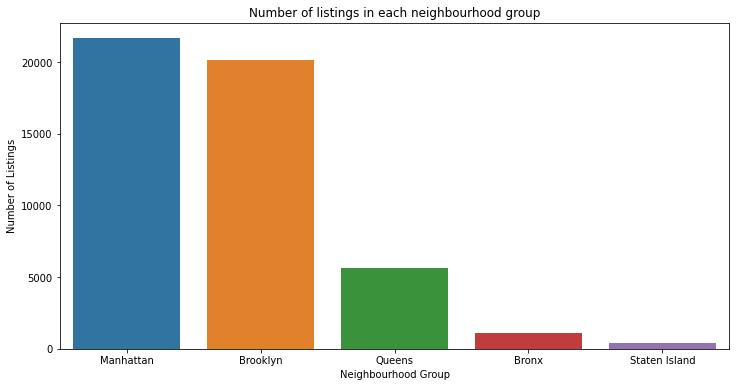 Number of listings in each neighbourhood group
Number of Listings
20000
15000
10000
5000
0
Manhattan
Brooklyn
Queens
Bronx
Staten Island
Neighbourhood Group